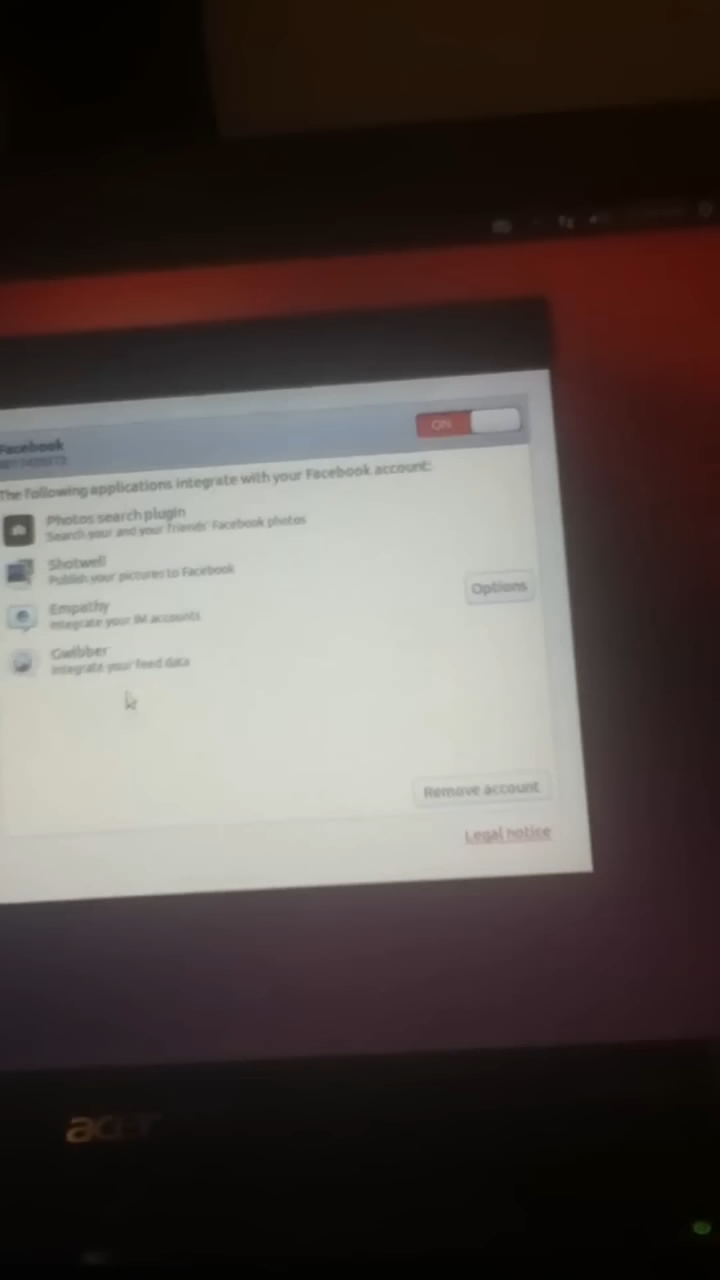 Facebook
ON
The following applications integrate with your Facebook account:
Photos search plugin
Search your and your friends' Facebook photos
Shotwell
Publish your pictures to Facebook
Options
Empathy
Integrate your IM accounts
Gwibber
Integrate your feed data
Remove account
Legal notice
acer